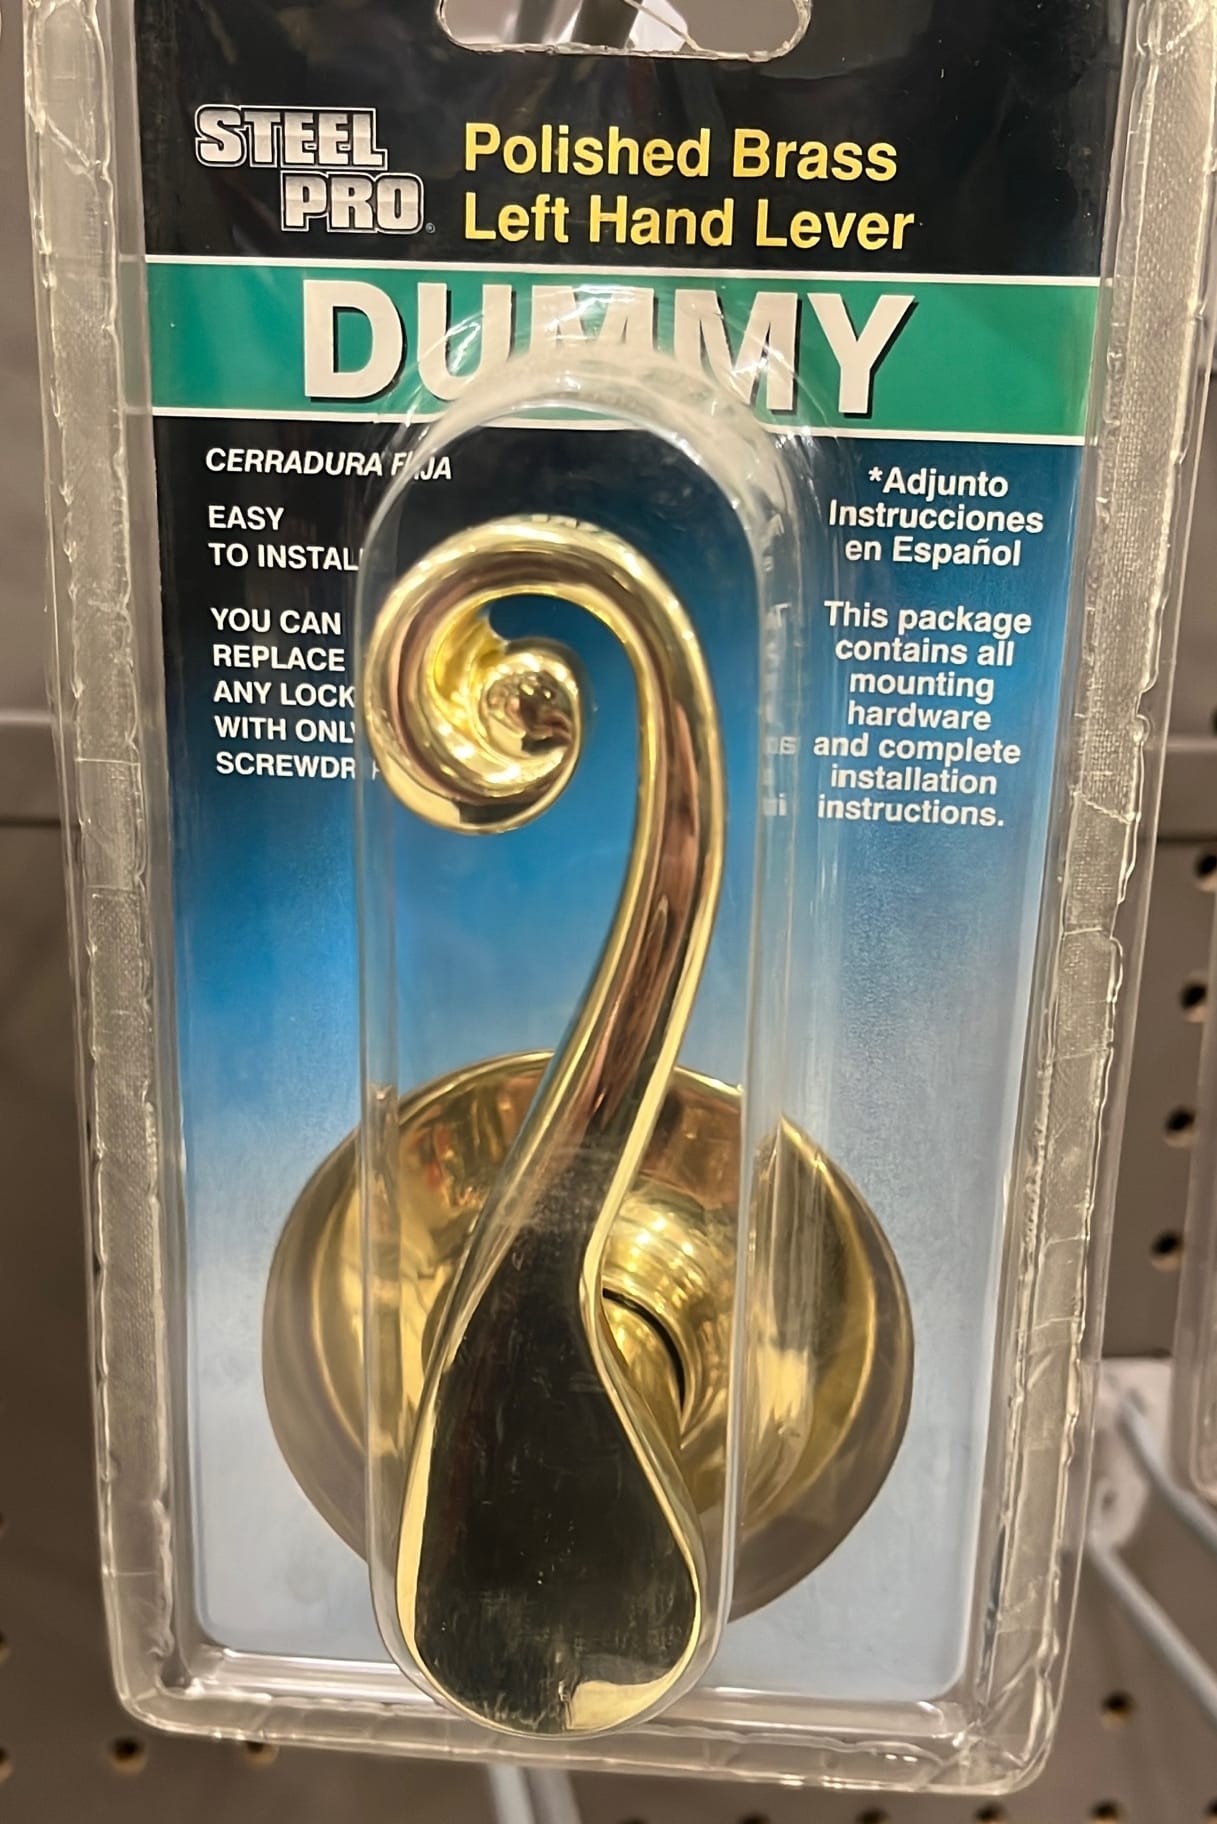 STEEL
PRO®
Polished Brass
Left Hand Lever
DUMMY
CERRADURA
EASY
TO INSTAL
YOU CAN
REPLACE
ANY LOCK
WITH ONL
SCREWDR
*Adjunto
Instrucciones
en Español
This package
contains all
mounting
hardware
and complete
installation
instructions.